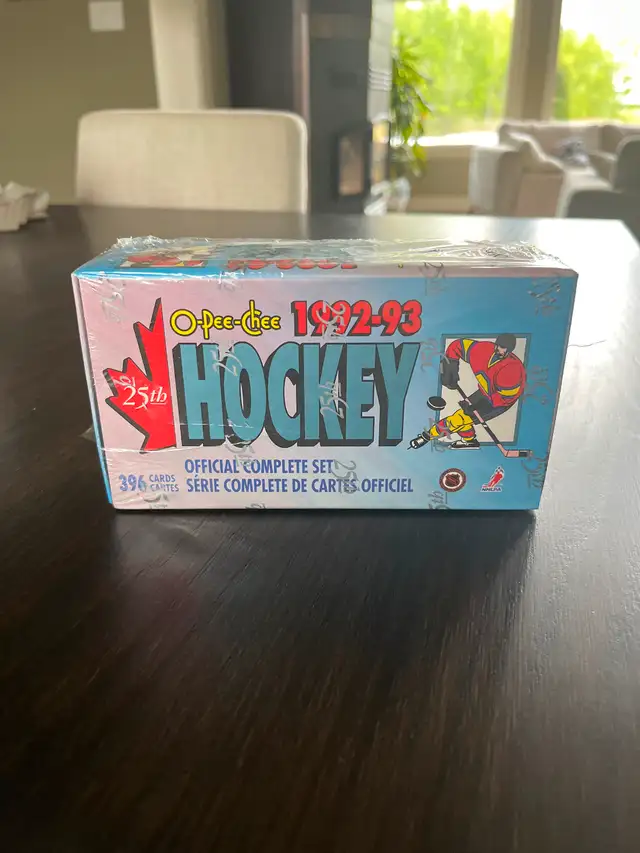 O-Pee-Chee 1992-93
25th
HOCKEY
OFFICIAL COMPLETE SET
396 CARDS
CARTES
SÉRIE COMPLETE DE CARTES OFFICIEL